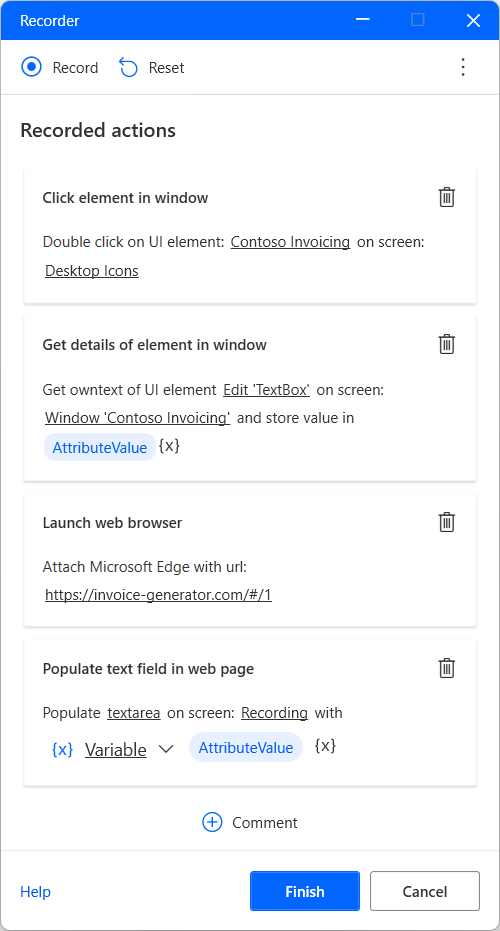 Recorder
Record Reset
Recorded actions
Click element in window
Double click on UI element: Contoso Invoicing on screen:
Desktop Icons
Get details of element in window
Get owntext of UI element Edit 'TextBox' on screen:
Window 'Contoso Invoicing' and store value in
AttributeValue {x}
Launch web browser
Attach Microsoft Edge with url:
https://invoice-generator.com/#/1
Populate text field in web page
Populate textarea on screen: Recording with
{x} Variable AttributeValue {x}
Comment
Help Finish Cancel